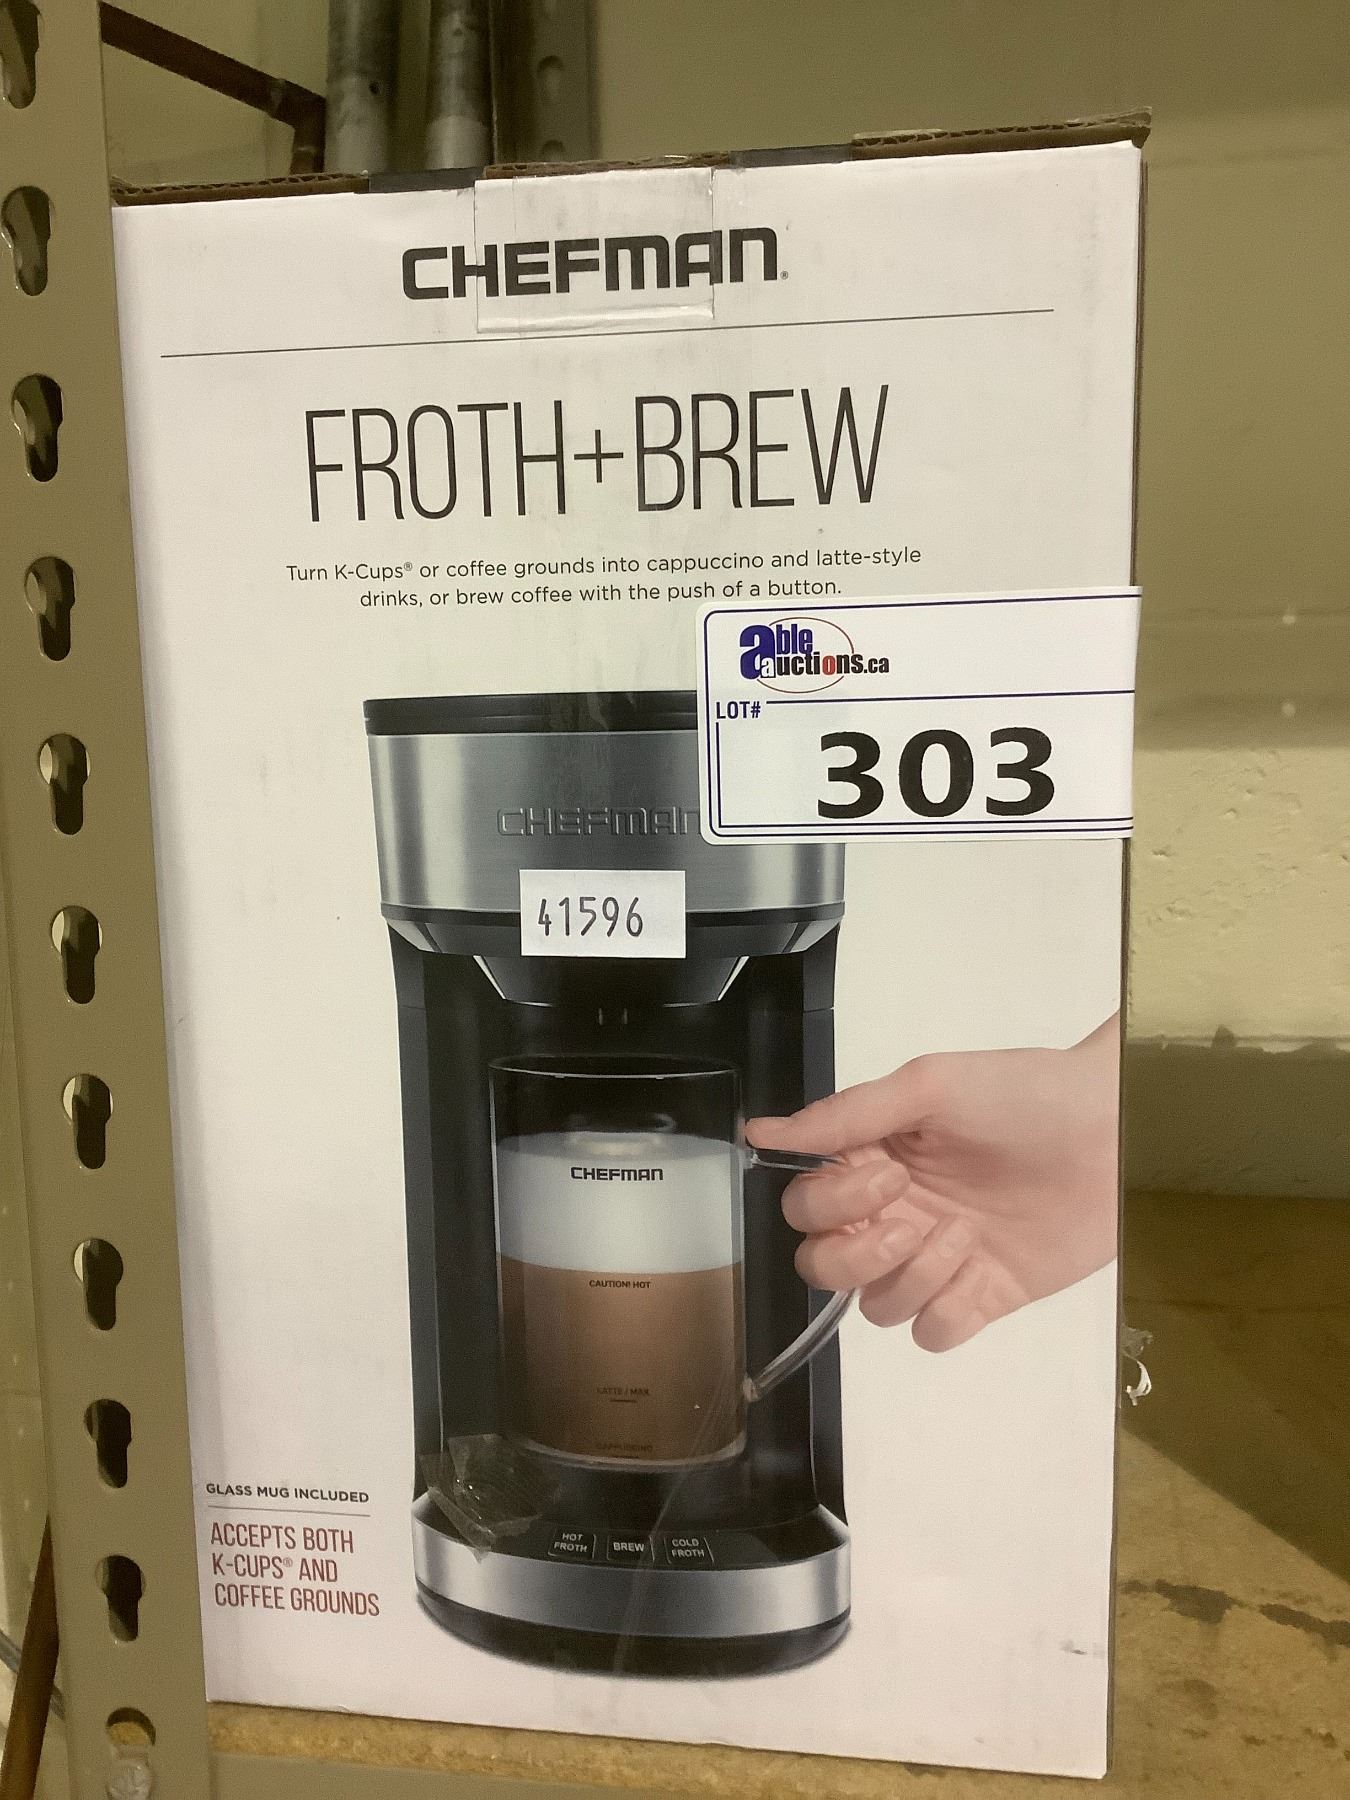 CHEFMAN®
FROTH+BREW
Turn K-Cups® or coffee grounds into cappuccino and latte-style
drinks, or brew coffee with the push of a button.
able auctions.ca
LOT#
303
CHEFMAN
41596
CHEFMAN
CAUTION! HOT
LATTE / MAX
CAPPUCCINO
GLASS MUG INCLUDED
ACCEPTS BOTH
K-CUPS® AND
COFFEE GROUNDS
HOT FROTH
BREW
COLD FROTH